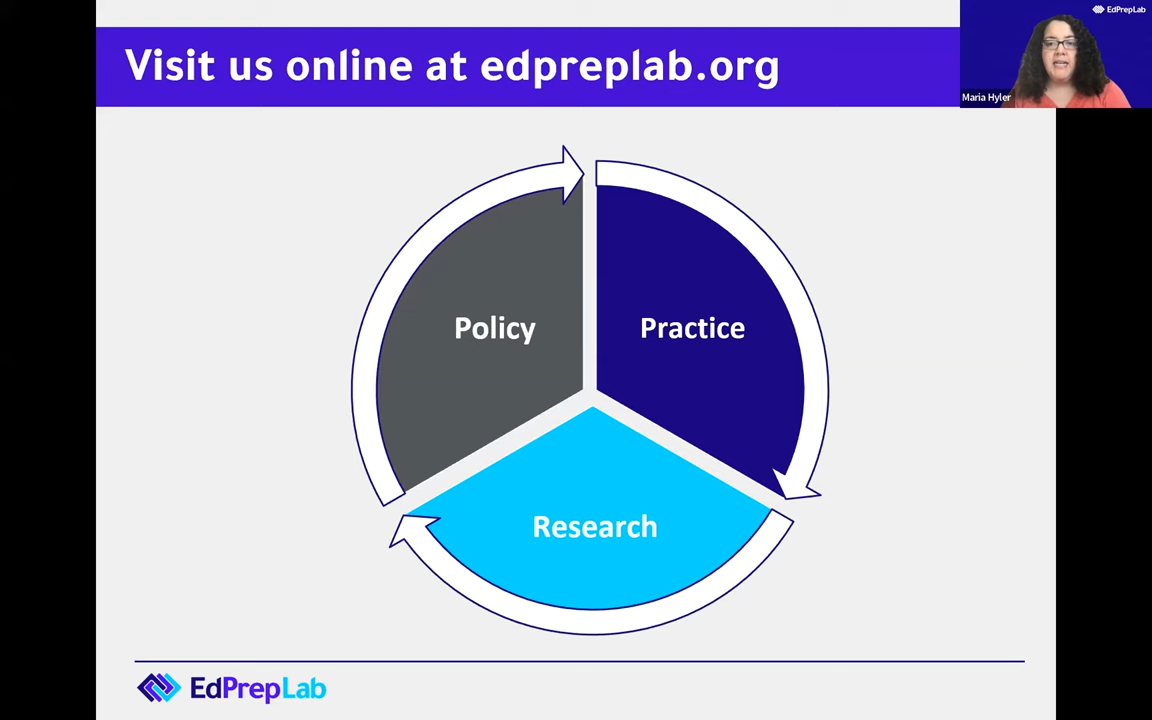 Visit us online at edpreplab.org
EdPrepLab
Maria Hyler
Policy
Practice
Research
EdPrepLab